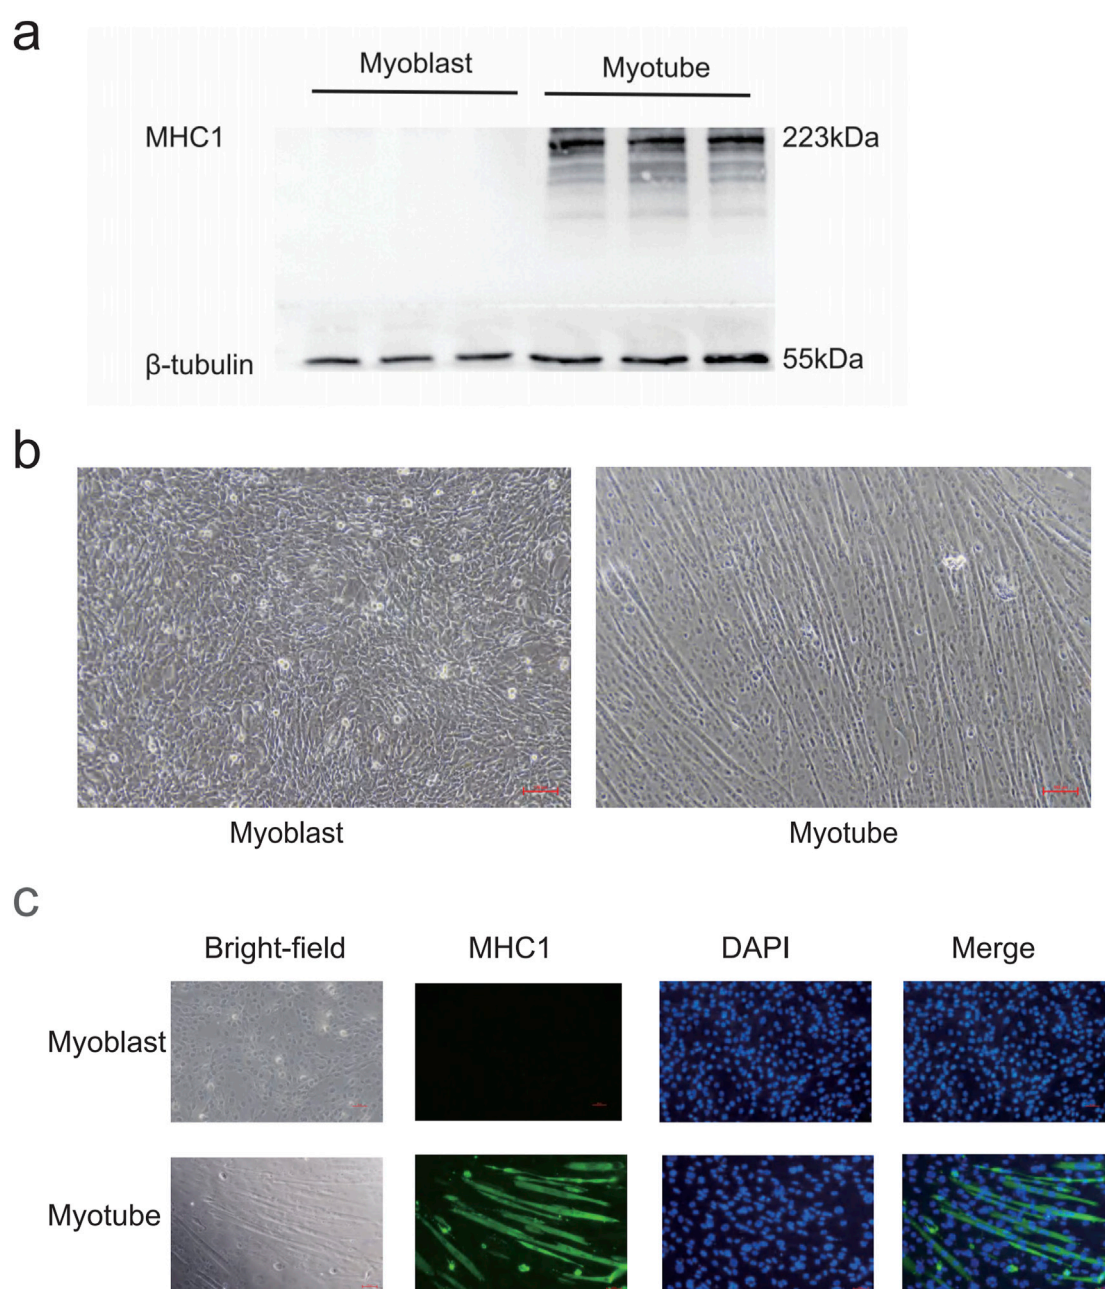 a
Myoblast Myotube
MHC1 223kDa
β-tubulin 55kDa
b
Myoblast Myotube
c
Bright-field MHC1 DAPI Merge
Myoblast
Myotube